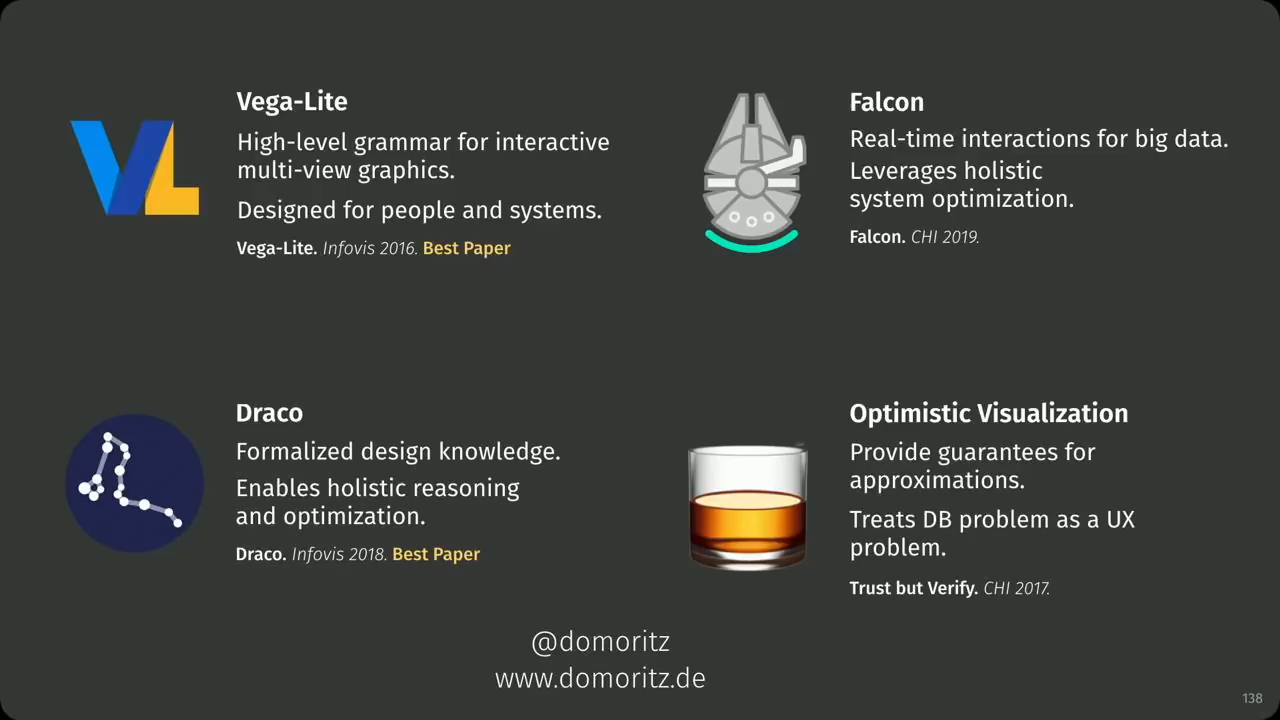 Vega-Lite
High-level grammar for interactive
multi-view graphics.
Designed for people and systems.
Vega-Lite. Infovis 2016. Best Paper
Falcon
Real-time interactions for big data.
Leverages holistic
system optimization.
Falcon. CHI 2019.
Draco
Formalized design knowledge.
Enables holistic reasoning
and optimization.
Draco. Infovis 2018. Best Paper
Optimistic Visualization
Provide guarantees for
approximations.
Treats DB problem as a UX
problem.
Trust but Verify. CHI 2017.
@domoritz
www.domoritz.de
138